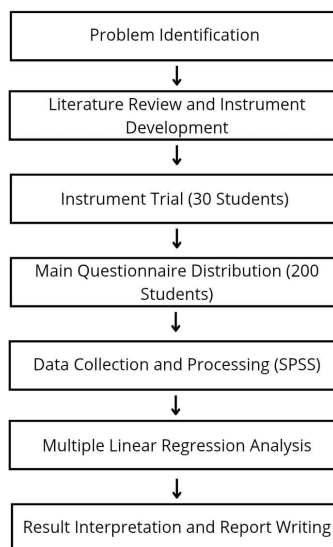 Problem Identification
Literature Review and Instrument
Development
Instrument Trial (30 Students)
Main Questionnaire Distribution (200
Students)
Data Collection and Processing (SPSS)
Multiple Linear Regression Analysis
Result Interpretation and Report Writing